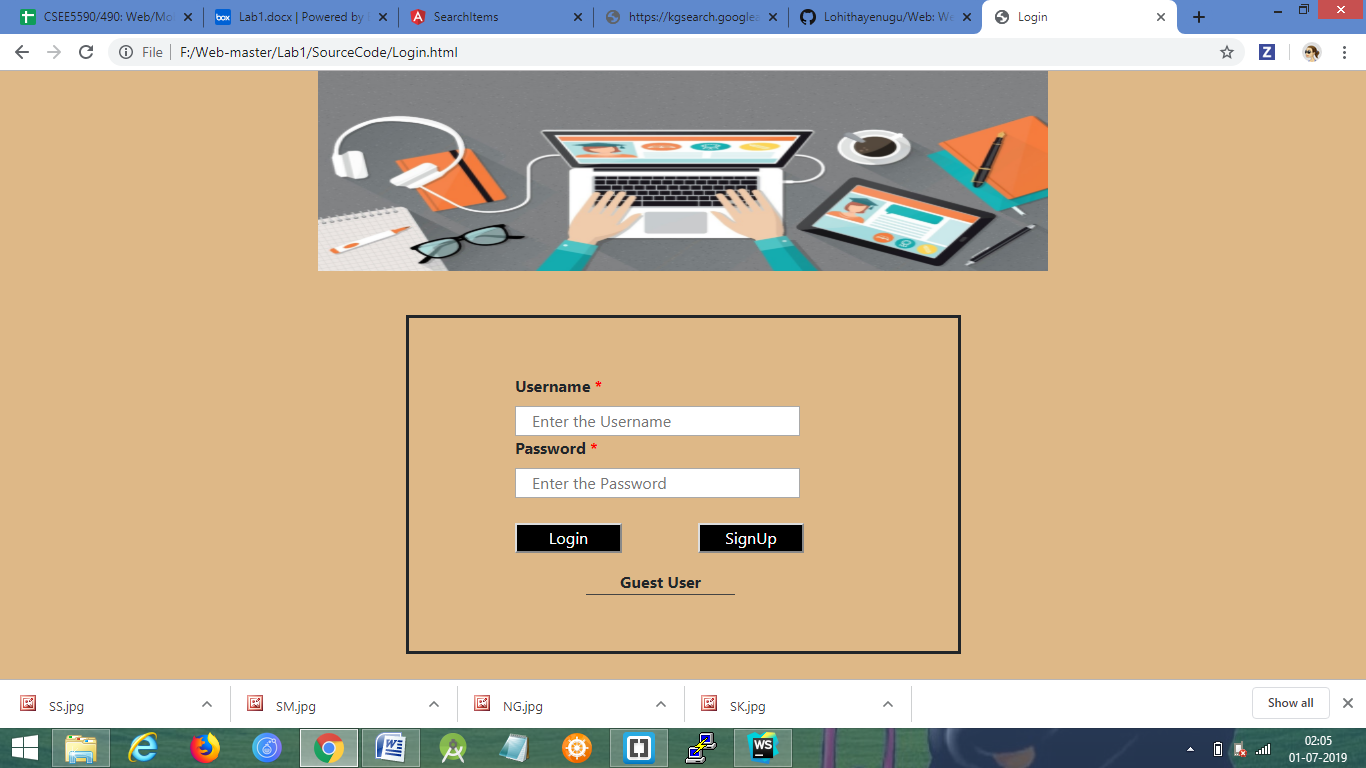 CSEE5590/490: Web/Mo
Lab1.docx | Powered by
SearchItems
https://kgsearch.googlea
Lohithayenugu/Web: We
Login
File
F:/Web-master/Lab1/SourceCode/Login.html
Username *
Enter the Username
Password *
Enter the Password
Login
SignUp
Guest User
SS.jpg
SM.jpg
NG.jpg
SK.jpg
Show all
02:05
01-07-2019